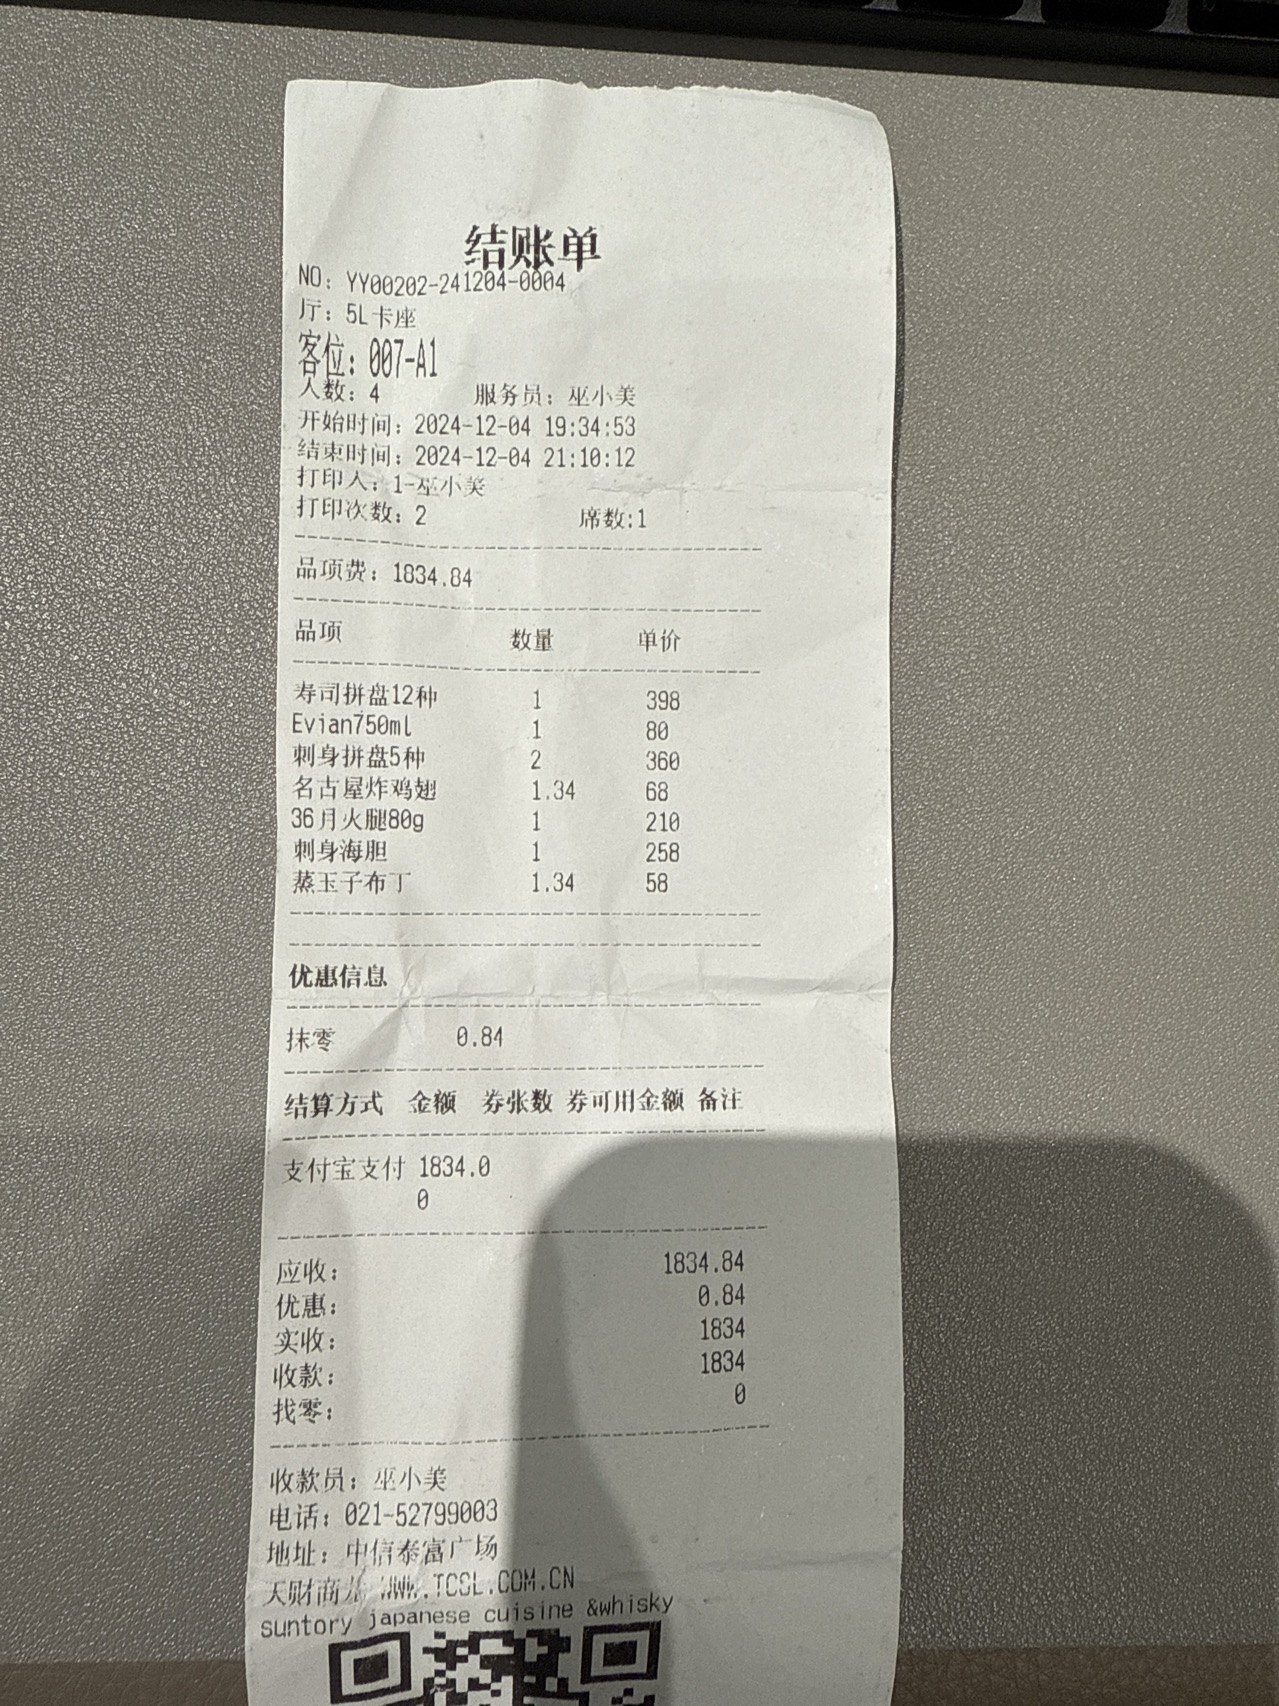 结账单
NO: YY00202-241204-0004
厅: 5L卡座
客位: 007-A1
人数: 4 服务员: 巫小美
开始时间: 2024-12-04 19:34:53
结束时间: 2024-12-04 21:10:12
打印人: 1-巫小美
打印次数: 2 席数:1
品项费: 1834.84
品项 数量 单价
寿司拼盘12种 1 398
Evian750ml 1 80
刺身拼盘5种 2 360
名古屋炸鸡翅 1.34 68
36月火腿80g 1 210
刺身海胆 1 258
蒸玉子布丁 1.34 58
优惠信息
抹零 0.84
结算方式 金额 券张数 券可用金额 备注
支付宝支付 1834.0
0
应收: 1834.84
优惠: 0.84
实收: 1834
收款: 1834
找零: 0
收款员: 巫小美
电话: 021-52799003
地址: 中信泰富广场
天财商龙 WWW.TCSL.COM.CN
suntory japanese cuisine &whisky